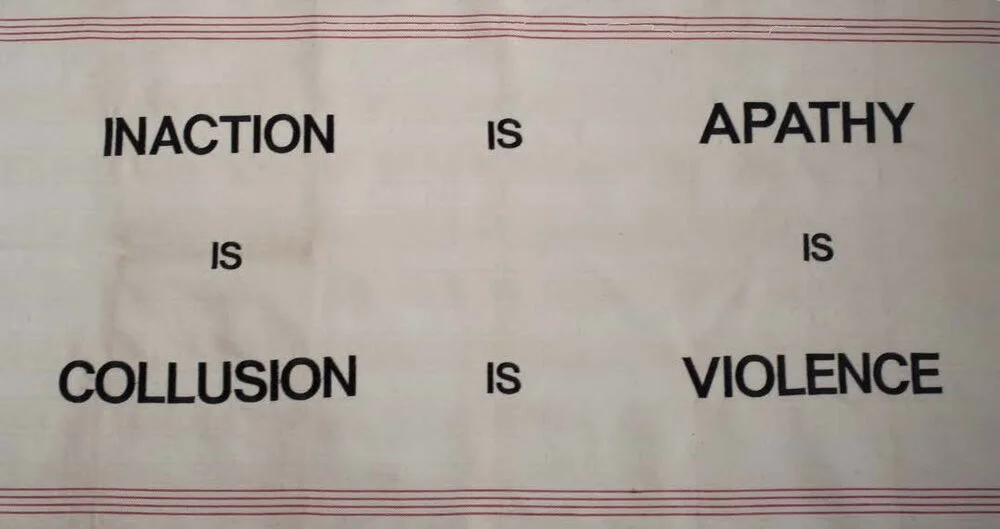 INACTION IS APATHY
IS IS
COLLUSION IS VIOLENCE